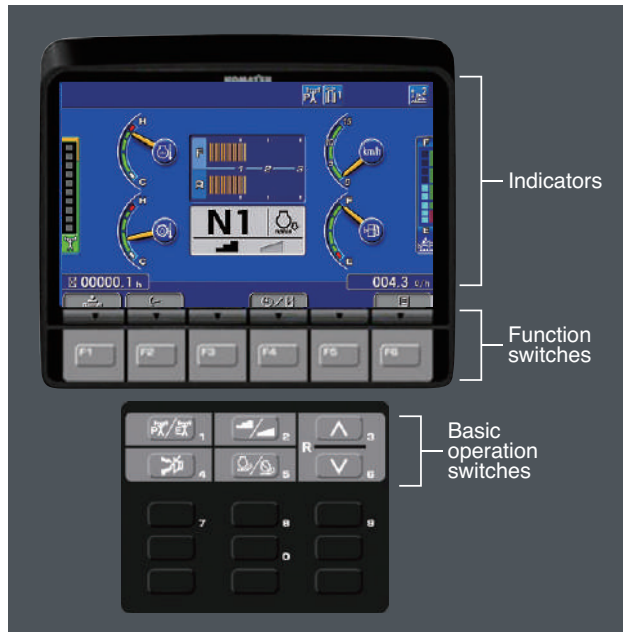 KOMATSU
H
C
H
C
F
R
1 2 3
N1
km/h
F
E
F
E
00000.1 h
004.3 ℓ/h
F1 F2 F3 F4 F5 F6
Indicators
Function
switches
Basic
operation
switches
1 2 3
R
4 5 6
7 8 9
0